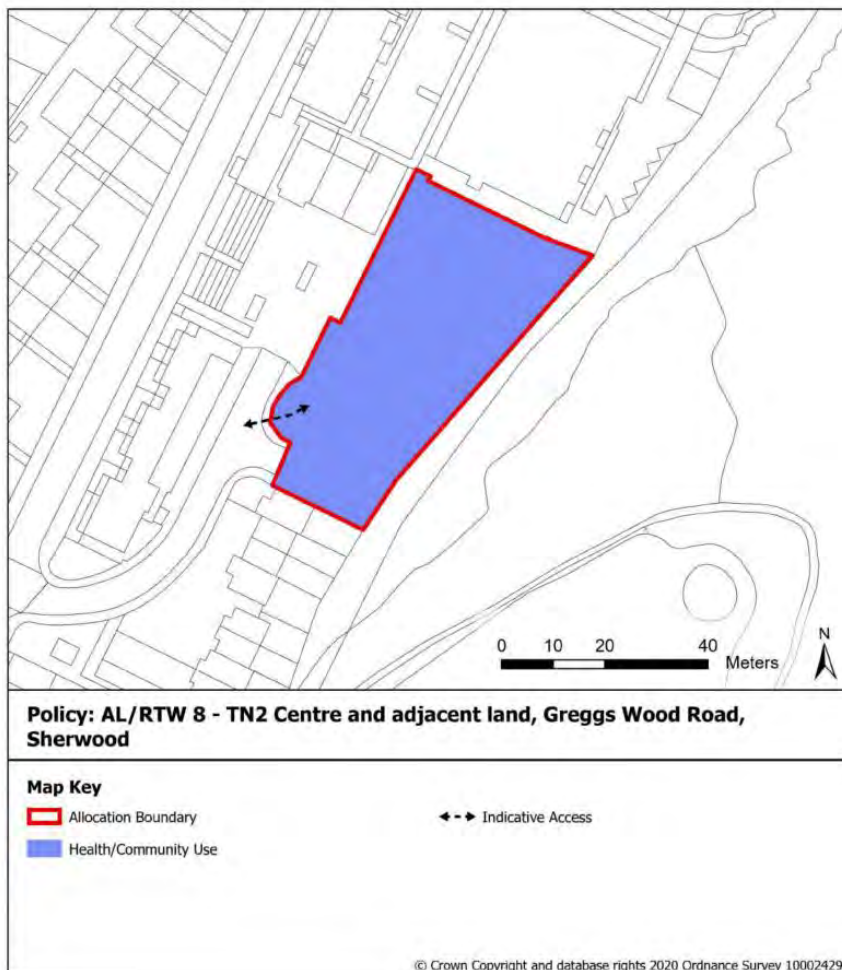 N
0 10 20 40
Meters
Policy: AL/RTW 8 - TN2 Centre and adjacent land, Greggs Wood Road,
Sherwood
Map Key
Allocation Boundary
Indicative Access
Health/Community Use
© Crown Copyright and database rights 2020 Ordnance Survey 10002429